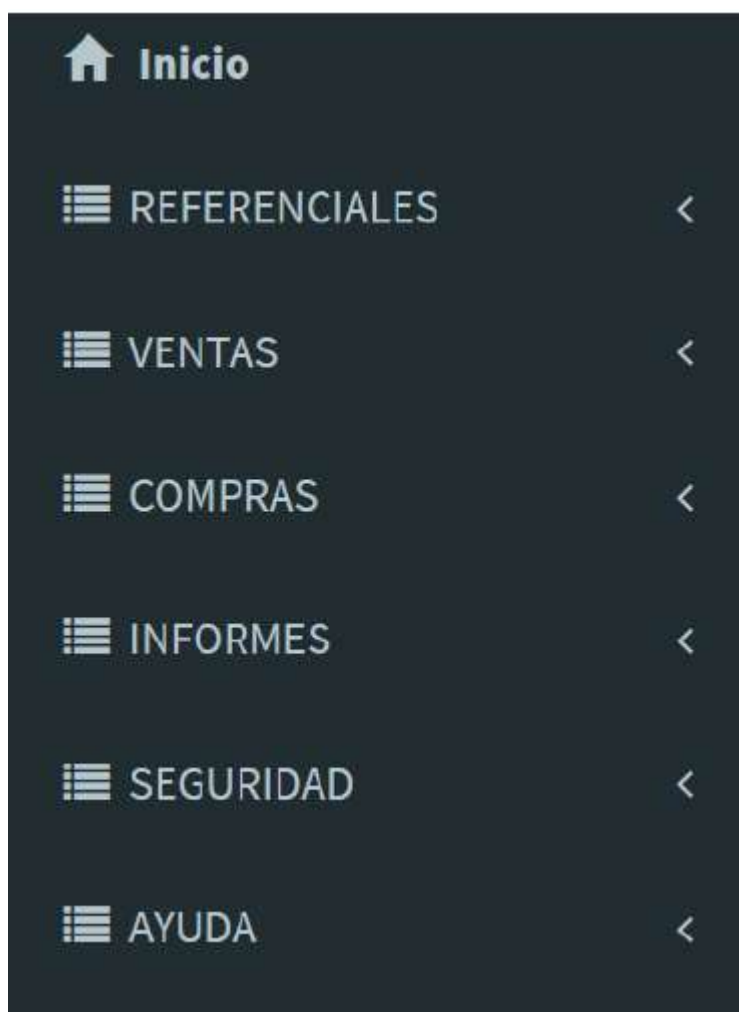 Inicio
REFERENCIALES
VENTAS
COMPRAS
INFORMES
SEGURIDAD
AYUDA